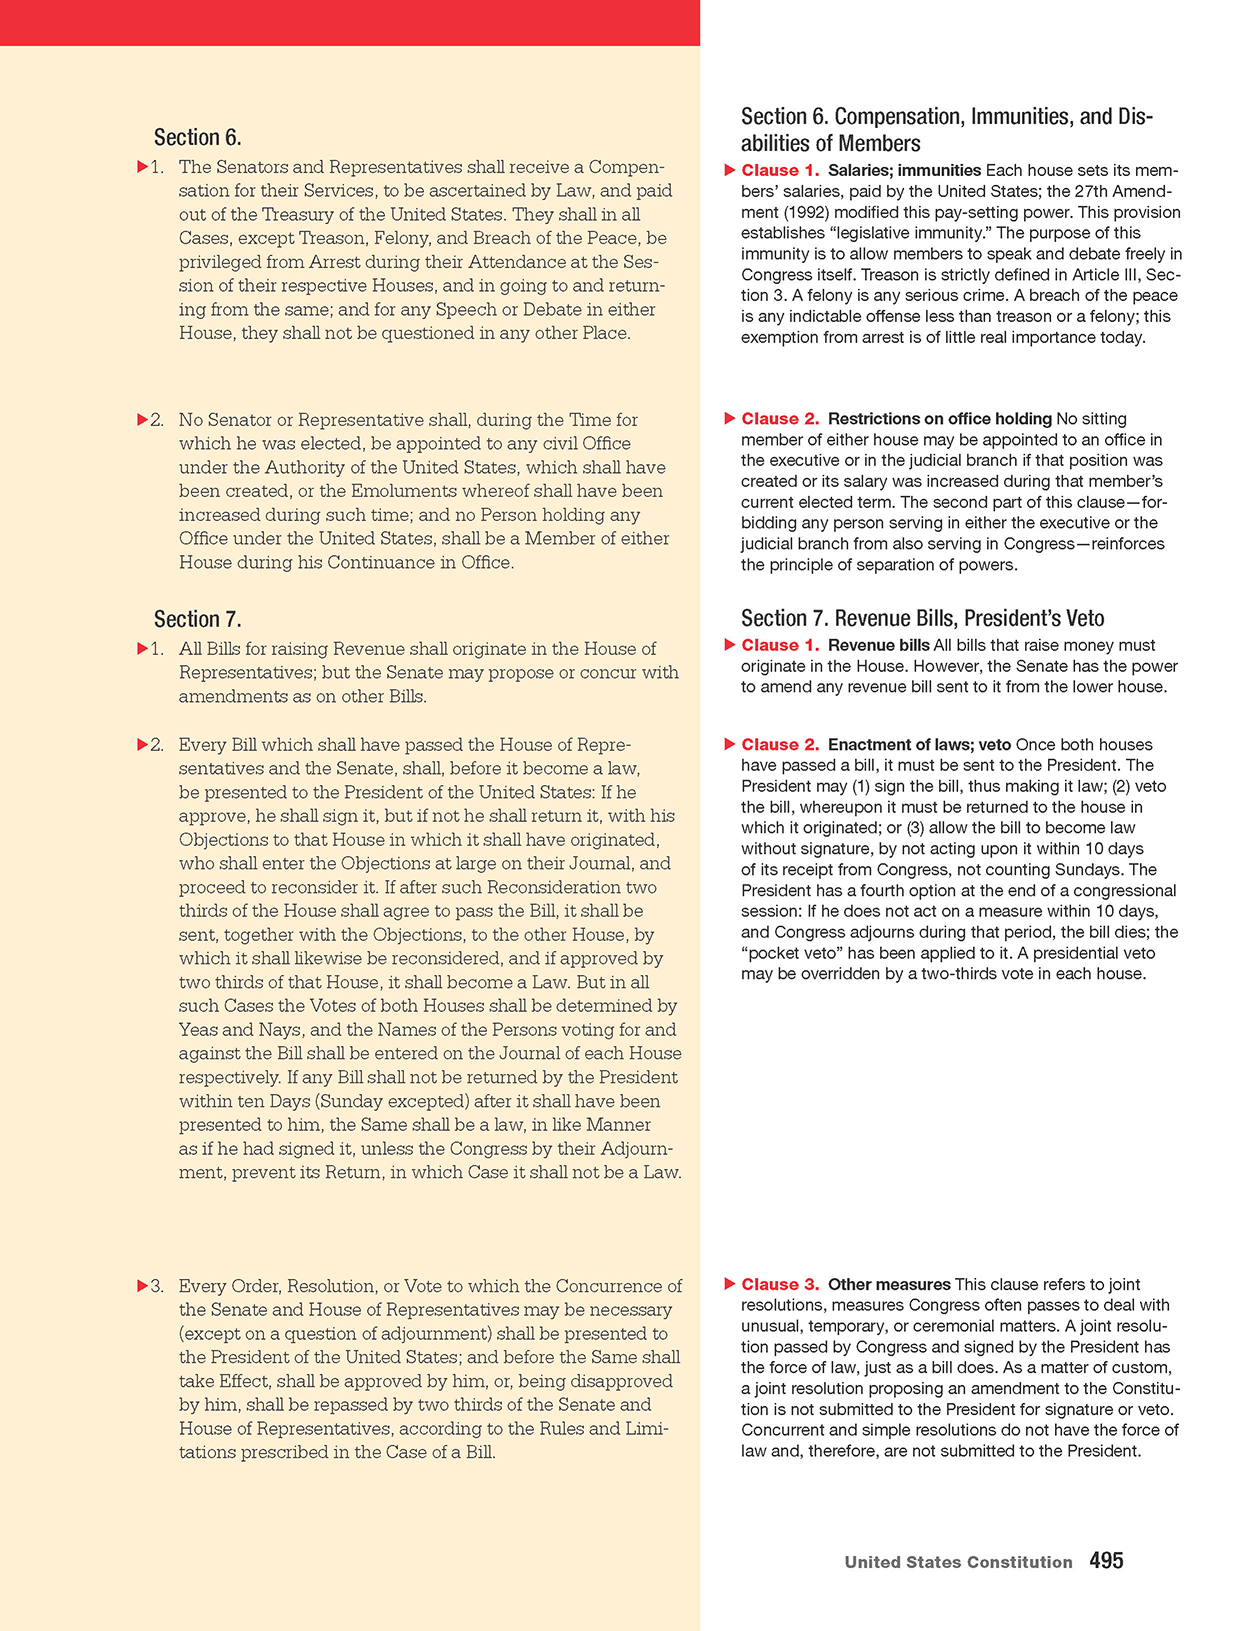 Section 6.
1. The Senators and Representatives shall receive a Compen-
sation for their Services, to be ascertained by Law, and paid
out of the Treasury of the United States. They shall in all
Cases, except Treason, Felony, and Breach of the Peace, be
privileged from Arrest during their Attendance at the Ses-
sion of their respective Houses, and in going to and return-
ing from the same; and for any Speech or Debate in either
House, they shall not be questioned in any other Place.
2. No Senator or Representative shall, during the Time for
which he was elected, be appointed to any civil Office
under the Authority of the United States, which shall have
been created, or the Emoluments whereof shall have been
increased during such time; and no Person holding any
Office under the United States, shall be a Member of either
House during his Continuance in Office.
Section 7.
1. All Bills for raising Revenue shall originate in the House of
Representatives; but the Senate may propose or concur with
amendments as on other Bills.
2. Every Bill which shall have passed the House of Repre-
sentatives and the Senate, shall, before it become a law,
be presented to the President of the United States: If he
approve, he shall sign it, but if not he shall return it, with his
Objections to that House in which it shall have originated,
who shall enter the Objections at large on their Journal, and
proceed to reconsider it. If after such Reconsideration two
thirds of the House shall agree to pass the Bill, it shall be
sent, together with the Objections, to the other House, by
which it shall likewise be reconsidered, and if approved by
two thirds of that House, it shall become a Law. But in all
such Cases the Votes of both Houses shall be determined by
Yeas and Nays, and the Names of the Persons voting for and
against the Bill shall be entered on the Journal of each House
respectively. If any Bill shall not be returned by the President
within ten Days (Sunday excepted) after it shall have been
presented to him, the Same shall be a law, in like Manner
as if he had signed it, unless the Congress by their Adjourn-
ment, prevent its Return, in which Case it shall not be a Law.
3. Every Order, Resolution, or Vote to which the Concurrence of
the Senate and House of Representatives may be necessary
(except on a question of adjournment) shall be presented to
the President of the United States; and before the Same shall
take Effect, shall be approved by him, or, being disapproved
by him, shall be repassed by two thirds of the Senate and
House of Representatives, according to the Rules and Limi-
tations prescribed in the Case of a Bill.
Section 6. Compensation, Immunities, and Dis-
abilities of Members
Clause 1. Salaries; immunities Each house sets its mem-
bers' salaries, paid by the United States; the 27th Amend-
ment (1992) modified this pay-setting power. This provision
establishes “legislative immunity.” The purpose of this
immunity is to allow members to speak and debate freely in
Congress itself. Treason is strictly defined in Article III, Sec-
tion 3. A felony is any serious crime. A breach of the peace
is any indictable offense less than treason or a felony; this
exemption from arrest is of little real importance today.
Clause 2. Restrictions on office holding No sitting
member of either house may be appointed to an office in
the executive or in the judicial branch if that position was
created or its salary was increased during that member's
current elected term. The second part of this clause—for-
bidding any person serving in either the executive or the
judicial branch from also serving in Congress—reinforces
the principle of separation of powers.
Section 7. Revenue Bills, President's Veto
Clause 1. Revenue bills All bills that raise money must
originate in the House. However, the Senate has the power
to amend any revenue bill sent to it from the lower house.
Clause 2. Enactment of laws; veto Once both houses
have passed a bill, it must be sent to the President. The
President may (1) sign the bill, thus making it law; (2) veto
the bill, whereupon it must be returned to the house in
which it originated; or (3) allow the bill to become law
without signature, by not acting upon it within 10 days
of its receipt from Congress, not counting Sundays. The
President has a fourth option at the end of a congressional
session: If he does not act on a measure within 10 days,
and Congress adjourns during that period, the bill dies; the
“pocket veto” has been applied to it. A presidential veto
may be overridden by a two-thirds vote in each house.
Clause 3. Other measures This clause refers to joint
resolutions, measures Congress often passes to deal with
unusual, temporary, or ceremonial matters. A joint resolu-
tion passed by Congress and signed by the President has
the force of law, just as a bill does. As a matter of custom,
a joint resolution proposing an amendment to the Constitu-
tion is not submitted to the President for signature or veto.
Concurrent and simple resolutions do not have the force of
law and, therefore, are not submitted to the President.
United States Constitution 495